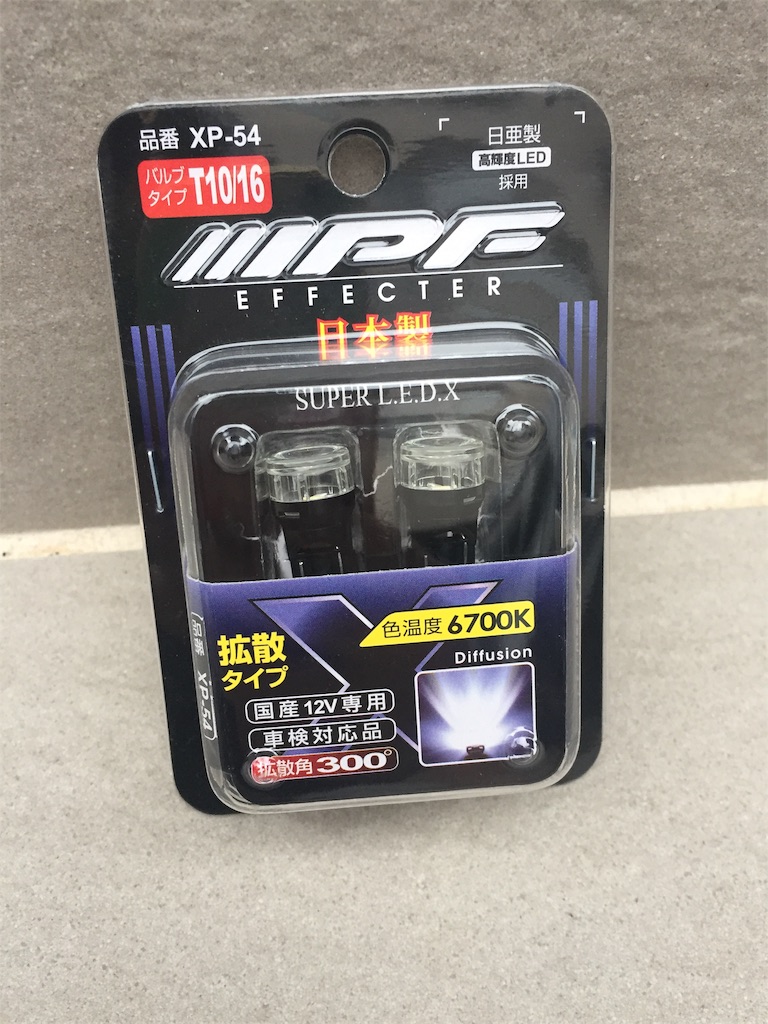 品番 XP-54
バルブ
タイプ T10/16
日亜製
高輝度LED
採用
IPF
EFFECTER
日本製
SUPER L.E.D.X
色温度 6700K
拡散
タイプ
Diffusion
国産12V専用
車検対応品
拡散角300°
品番 XP-54